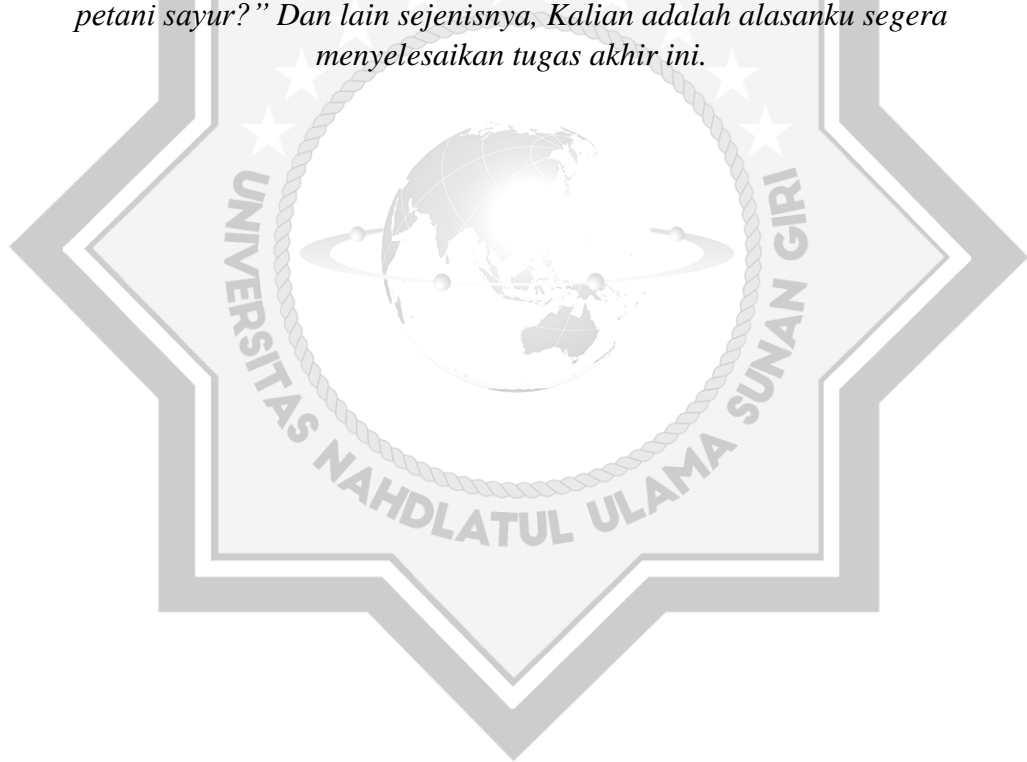 petani sayur?” Dan lain sejenisnya, Kalian adalah alasanku segera
menyelesaikan tugas akhir ini.
UNIVERSITAS NAHDLATUL ULAMA SUNAN GIRI